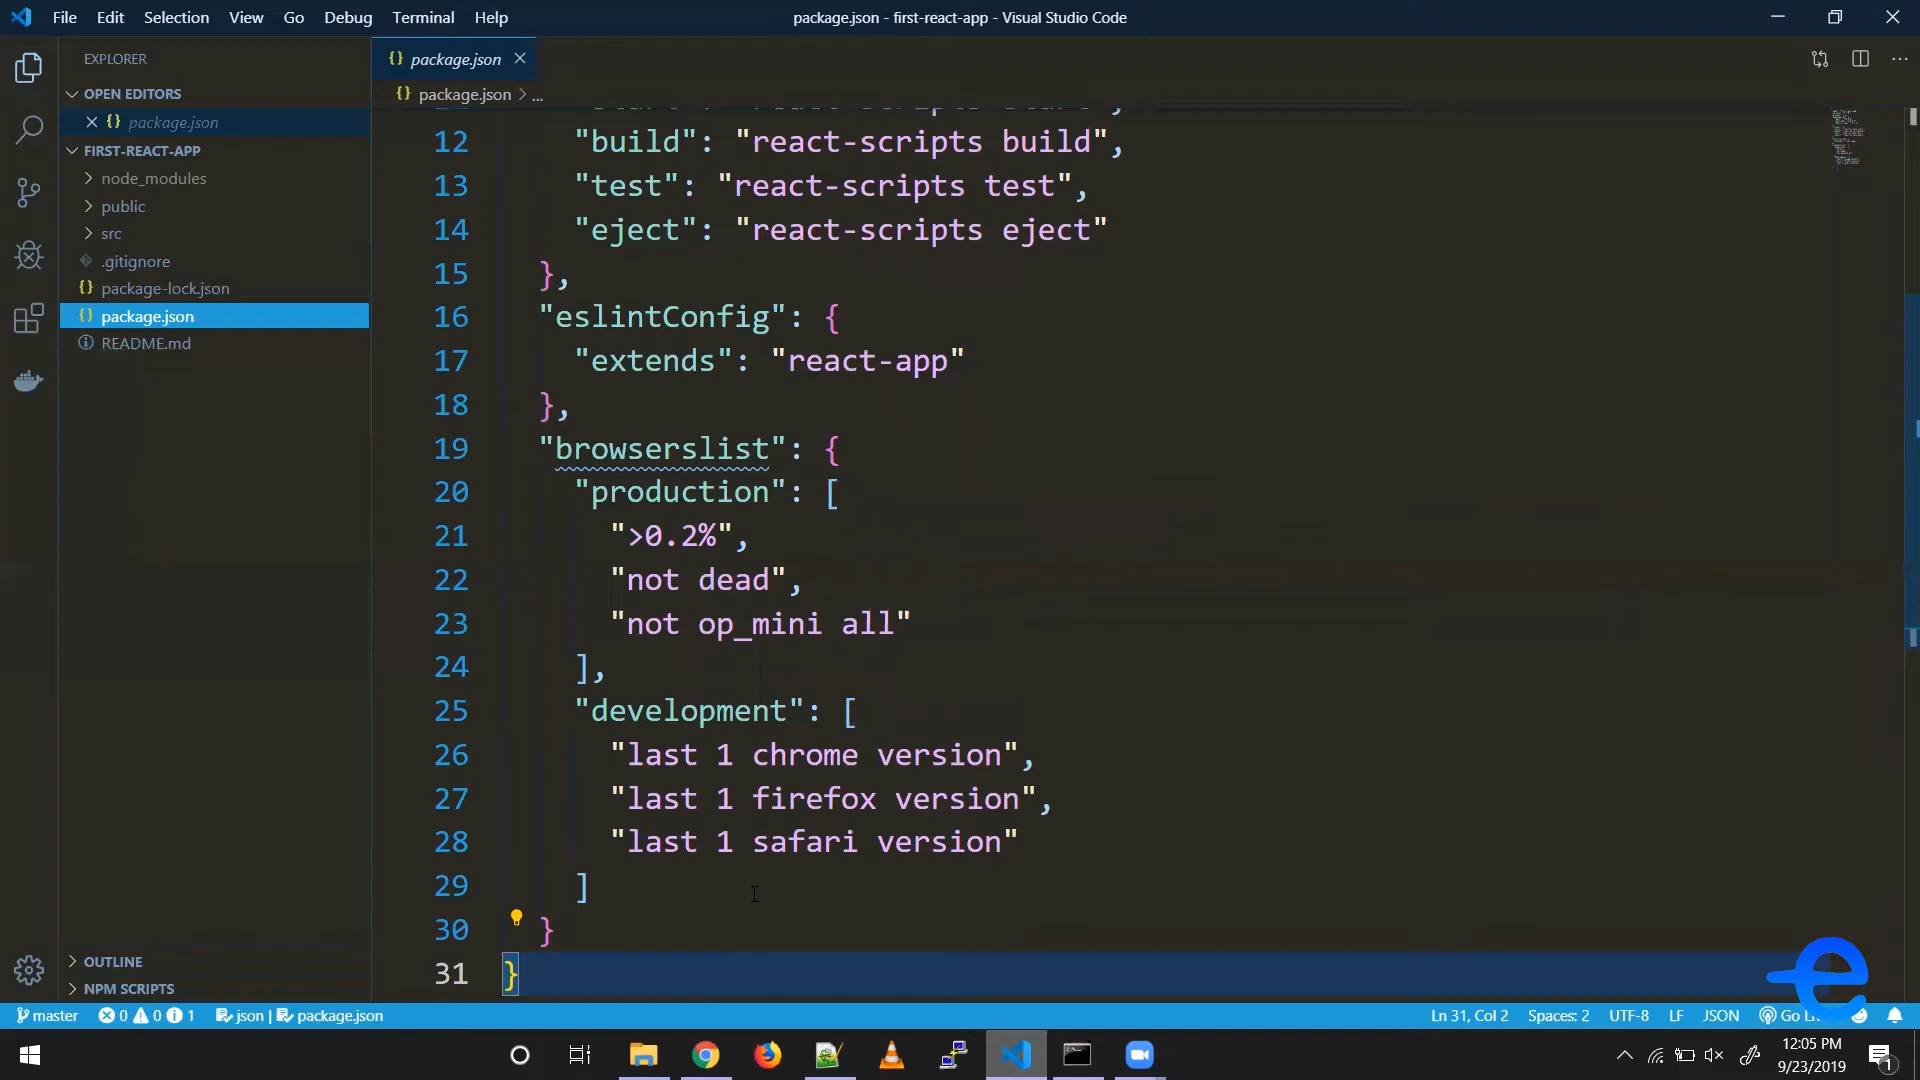 File Edit Selection View Go Debug Terminal Help
package.json - first-react-app - Visual Studio Code
EXPLORER
OPEN EDITORS
package.json
FIRST-REACT-APP
node_modules
public
src
.gitignore
package-lock.json
package.json
README.md
OUTLINE
NPM SCRIPTS
package.json
package.json > ...
12 "build": "react-scripts build",
13 "test": "react-scripts test",
14 "eject": "react-scripts eject"
15 },
16 "eslintConfig": {
17 "extends": "react-app"
18 },
19 "browserslist": {
20 "production": [
21 ">0.2%",
22 "not dead",
23 "not op_mini all"
24 ],
25 "development": [
26 "last 1 chrome version",
27 "last 1 firefox version",
28 "last 1 safari version"
29 ]
30 }
31 }
master 0 0 1 json | package.json
Ln 31, Col 2 Spaces: 2 UTF-8 LF JSON Go
12:05 PM
9/23/2019
1